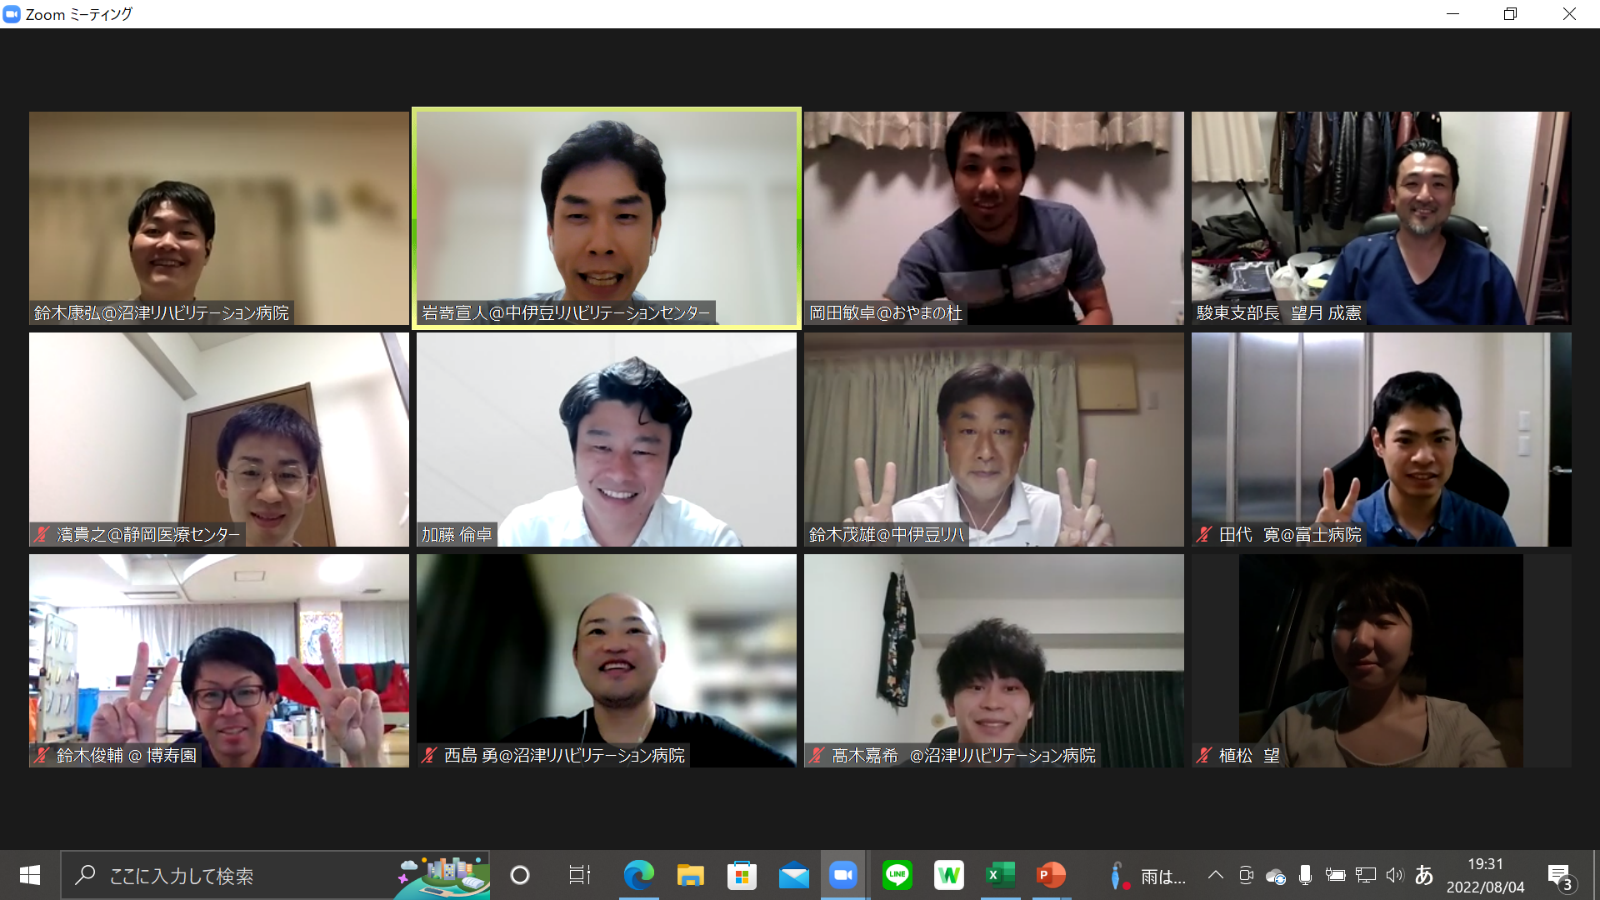 Zoom ミーティング
鈴木康弘@沼津リハビリテーション病院
岩嵜宣人@中伊豆リハビリテーションセンター
岡田敏卓@おやまの杜
駿東支部長 望月 成憲
濱貴之@静岡医療センター
加藤 倫卓
鈴木茂雄@中伊豆リハ
田代 寛@富士病院
鈴木俊輔 @ 博寿園
西島 勇@沼津リハビリテーション病院
髙木嘉希 @沼津リハビリテーション病院
植松 望
ここに入力して検索
LINE
W
X
P
雨は...
あ
19:31
2022/08/04
3